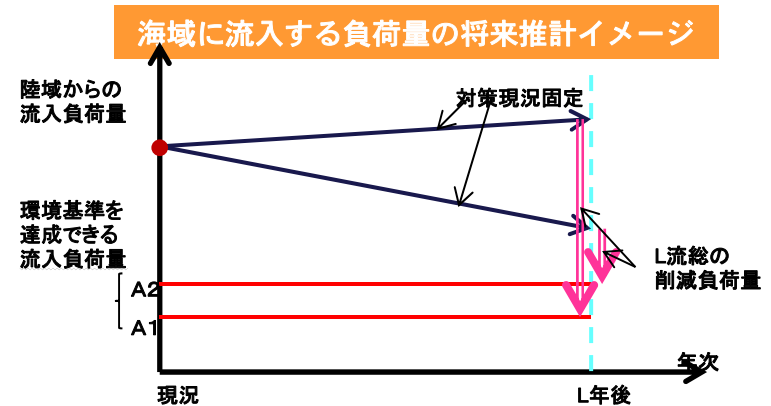 海域に流入する負荷量の将来推計イメージ
陸域からの
流入負荷量
対策現況固定
環境基準を
達成できる
流入負荷量
L流総の
削減負荷量
A2
A1
年次
現況
L年後